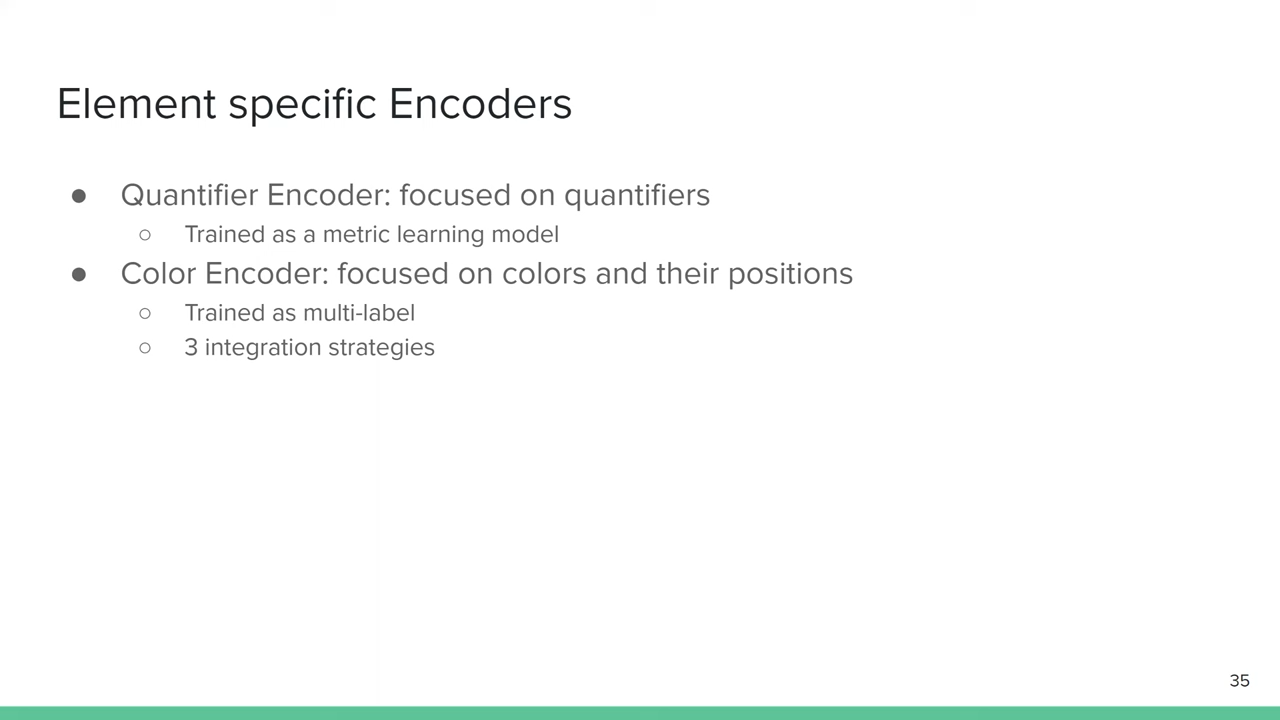 Element specific Encoders
● Quantifier Encoder: focused on quantifiers
○ Trained as a metric learning model
● Color Encoder: focused on colors and their positions
○ Trained as multi-label
○ 3 integration strategies
35